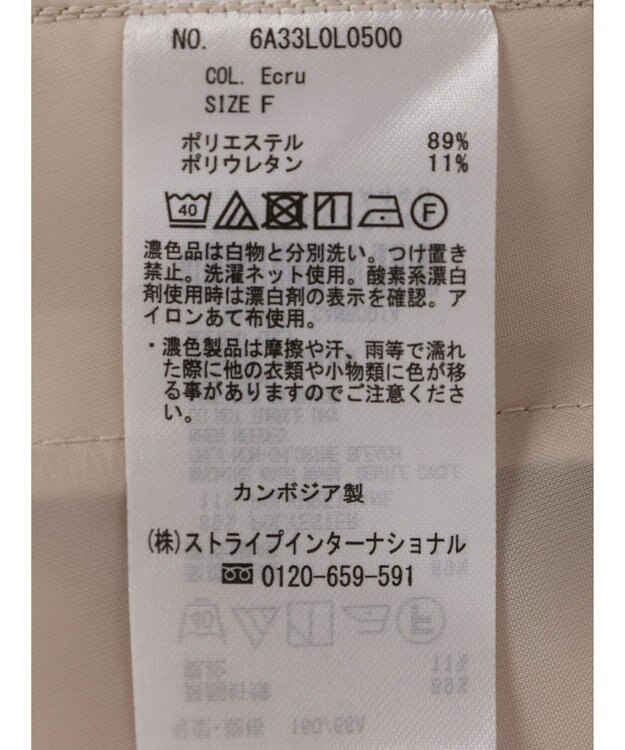 NO. 6A33L0L0500
COL. Ecru
SIZE F
ポリエステル 89%
ポリウレタン 11%
40 F
濃色品は白物と分別洗い。つけ置き
禁止。洗濯ネット使用。酸素系漂白
剤使用時は漂白剤の表示を確認。ア
イロンあて布使用。
・濃色製品は摩擦や汗、雨等で濡れ
た際に他の衣類や小物類に色が移
る事がありますのでご注意くださ
い。
カンボジア製
(株)ストライプインターナショナル
0120-659-591